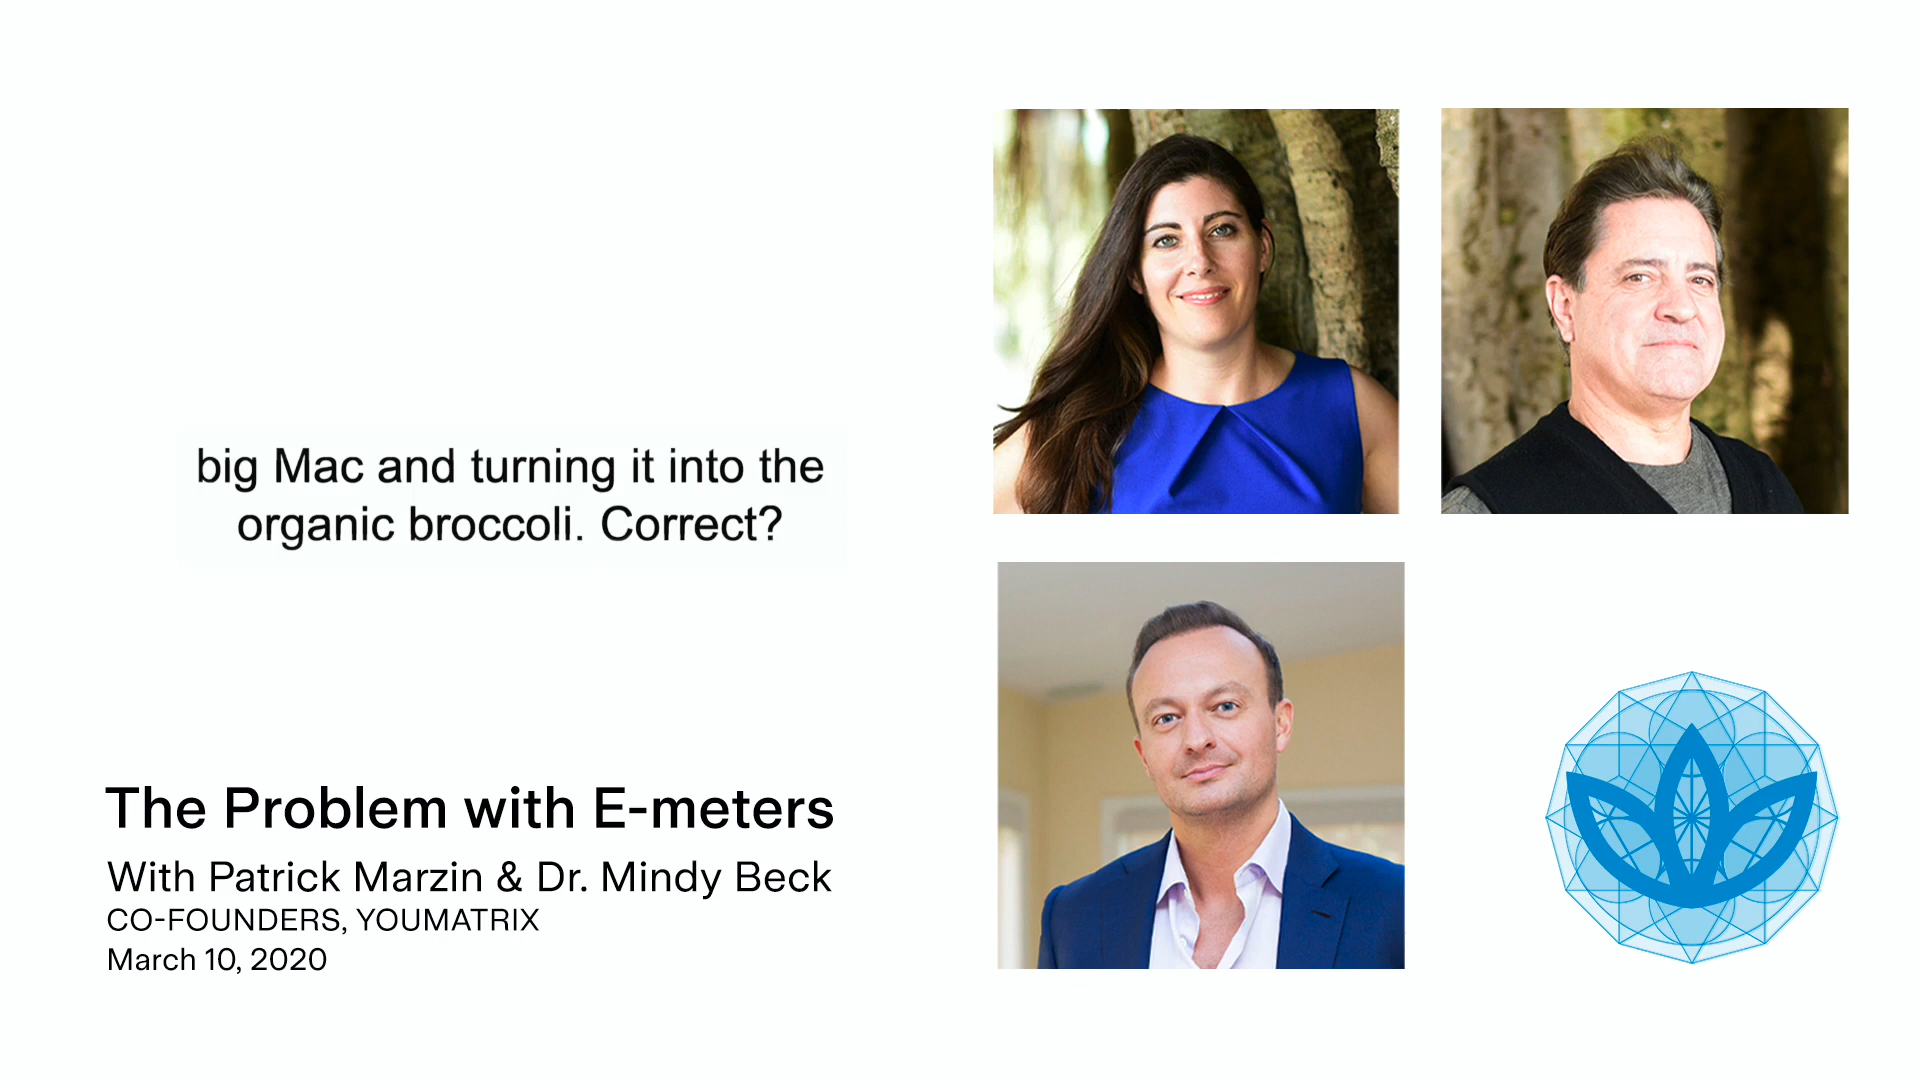 big Mac and turning it into the
organic broccoli. Correct?
The Problem with E-meters
With Patrick Marzin & Dr. Mindy Beck
CO-FOUNDERS, YOUMATRIX
March 10, 2020